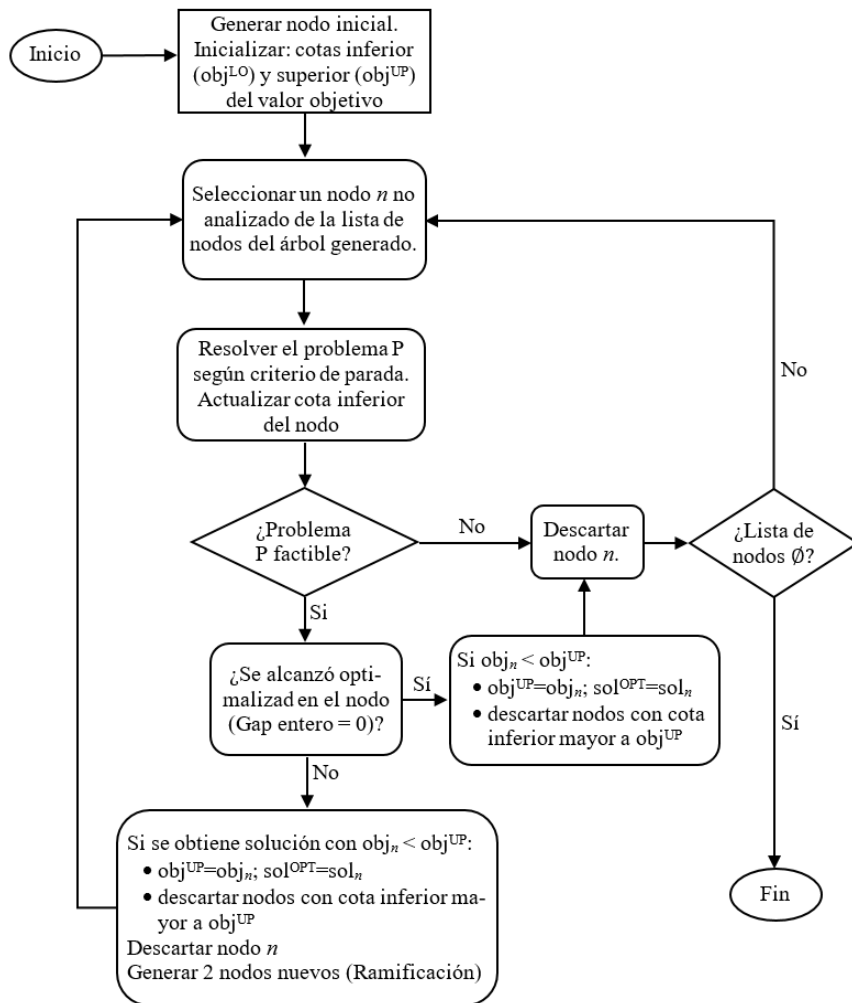 Inicio
Generar nodo inicial.
Inicializar: cotas inferior
(obj^LO) y superior (obj^UP)
del valor objetivo
Seleccionar un nodo n no
analizado de la lista de
nodos del árbol generado.
Resolver el problema P
según criterio de parada.
Actualizar cota inferior
del nodo
No
¿Problema
P factible?
No
Descartar
nodo n.
¿Lista de
nodos Ø?
Si
¿Se alcanzó opti-
malizad en el nodo
(Gap entero = 0)?
Sí
Si obj_n < obj^UP:
• obj^UP=obj_n; sol^OPT=sol_n
• descartar nodos con cota
inferior mayor a obj^UP
Sí
No
Si se obtiene solución con obj_n < obj^UP:
• obj^UP=obj_n; sol^OPT=sol_n
• descartar nodos con cota inferior ma-
yor a obj^UP
Descartar nodo n
Generar 2 nodos nuevos (Ramificación)
Fin